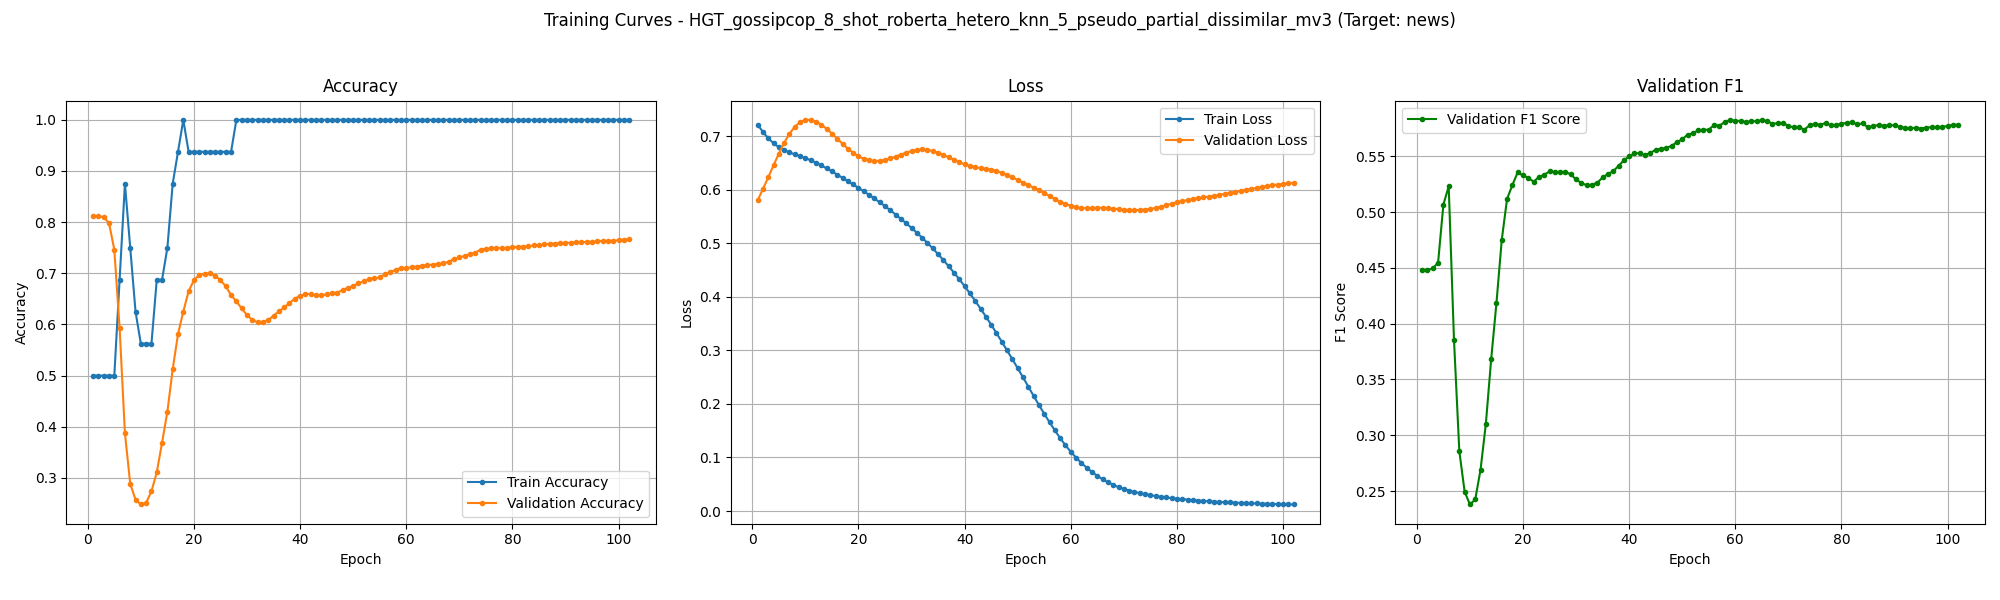 Training Curves - HGT_gossipcop_8_shot_roberta_hetero_knn_5_pseudo_partial_dissimilar_mv3 (Target: news)
Accuracy
1.0
0.9
0.8
0.7
0.6
0.5
0.4
0.3
Accuracy
Train Accuracy
Validation Accuracy
0 20 40 60 80 100
Epoch
Loss
0.7
0.6
0.5
0.4
0.3
0.2
0.1
0.0
Loss
Train Loss
Validation Loss
0 20 40 60 80 100
Epoch
Validation F1
0.55
0.50
0.45
0.40
0.35
0.30
0.25
F1 Score
Validation F1 Score
0 20 40 60 80 100
Epoch